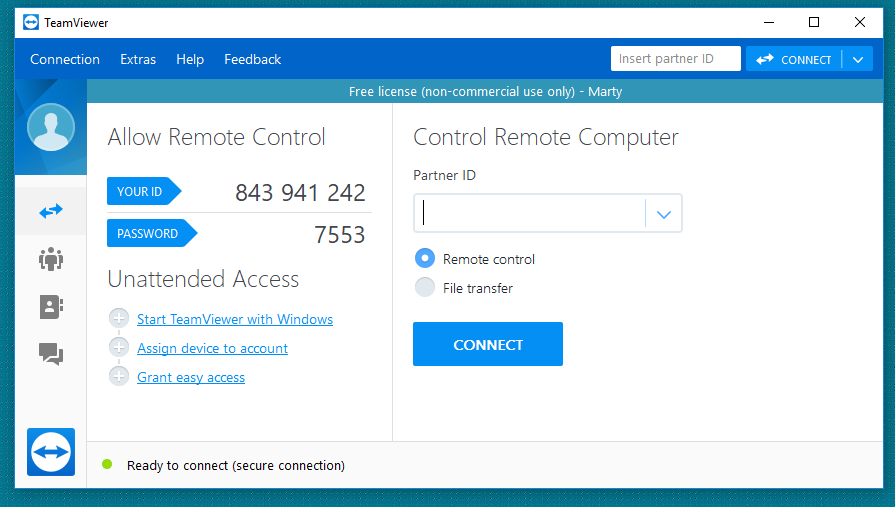 TeamViewer
Connection Extras Help Feedback Insert partner ID CONNECT
Free license (non-commercial use only) - Marty
Allow Remote Control
YOUR ID 843 941 242
PASSWORD 7553
Unattended Access
Start TeamViewer with Windows
Assign device to account
Grant easy access
Control Remote Computer
Partner ID
Remote control
File transfer
CONNECT
Ready to connect (secure connection)